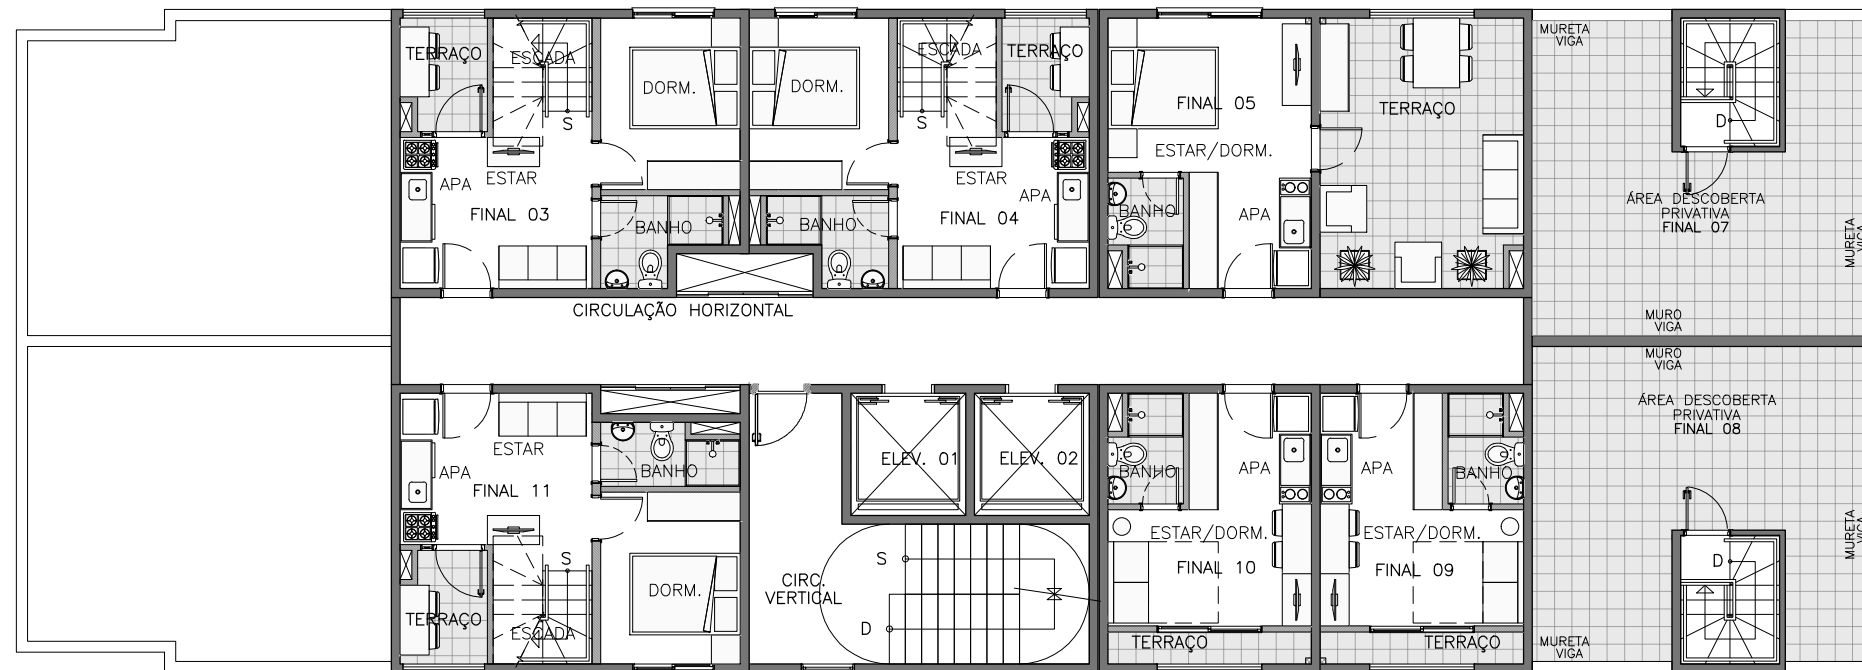 TERRAÇO
ESCADA
S
DORM.
DORM.
ESCADA
S
TERRAÇO
FINAL 05
TERRAÇO
MURETA
VIGA
D
APA
ESTAR
FINAL 03
BANHO
BANHO
ESTAR
APA
FINAL 04
ESTAR/DORM.
BANHO
APA
ÁREA DESCOBERTA
PRIVATIVA
FINAL 07
MURETA
VIGA
CIRCULAÇÃO HORIZONTAL
MURO
VIGA
MURO
VIGA
ÁREA DESCOBERTA
PRIVATIVA
FINAL 08
ESTAR
APA
FINAL 11
BANHO
ELEV. 01
ELEV. 02
BANHO
APA
APA
BANHO
ESTAR/DORM.
FINAL 10
ESTAR/DORM.
FINAL 09
MURETA
VIGA
S
DORM.
CIRC.
VERTICAL
S
D
D
TERRAÇO
ESCADA
TERRAÇO
TERRAÇO
MURETA
VIGA